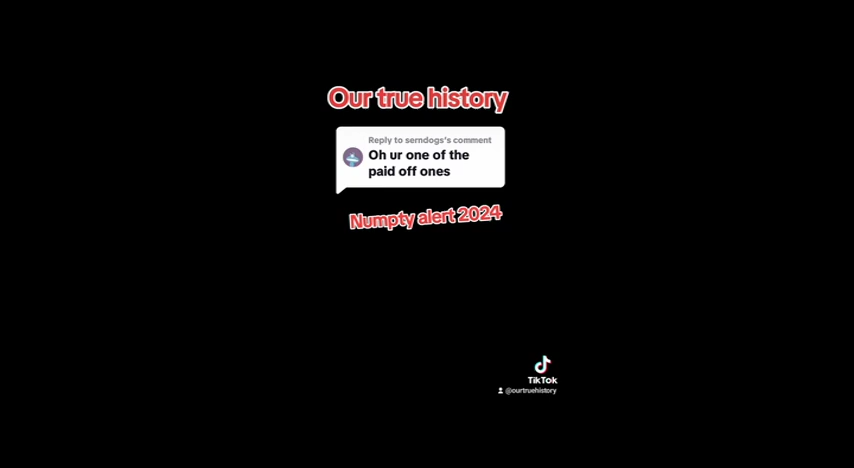 Our true history
Reply to serndogs's comment
Oh ur one of the
paid off ones
Numpty alert 2024
TikTok
@ourtruehistory